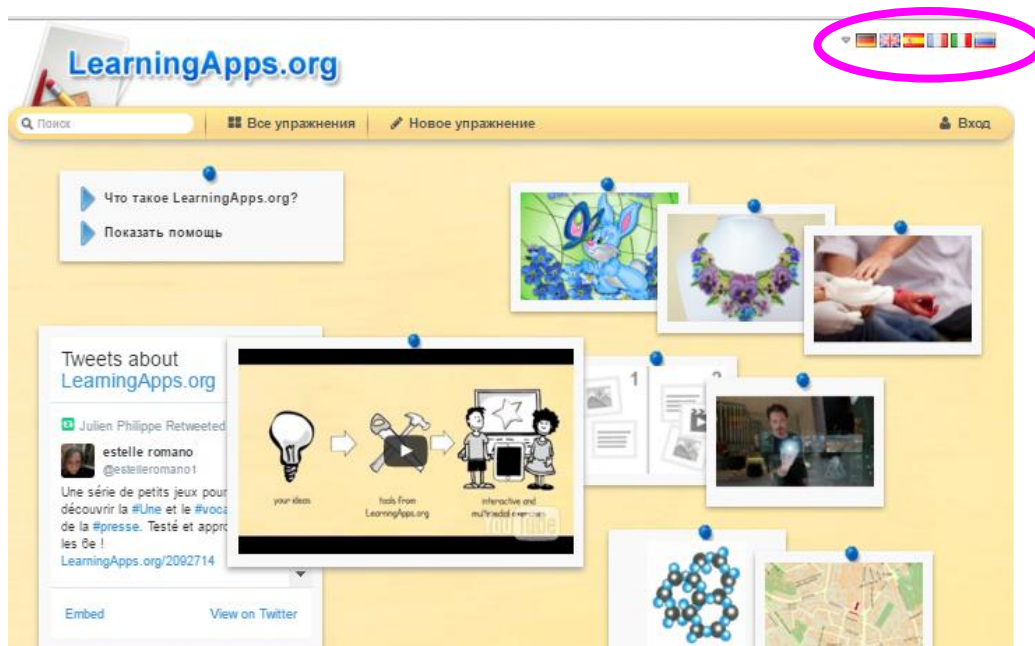 LearningApps.org
Поиск
Все упражнения
Новое упражнение
Вход
Что такое LearningApps.org?
Показать помощь
Tweets about
LearningApps.org
Julien Philippe Retweeted
estelle romano
@estelleromano1
Une série de petits jeux pour
découvrir la #Une et le #voca
de la #presse. Testé et appro
les 6e !
LearningApps.org/2092714
Embed
View on Twitter
your ideas
tools from
LearningApps.org
interactive and
multimedial exercises
YouTube
1
2